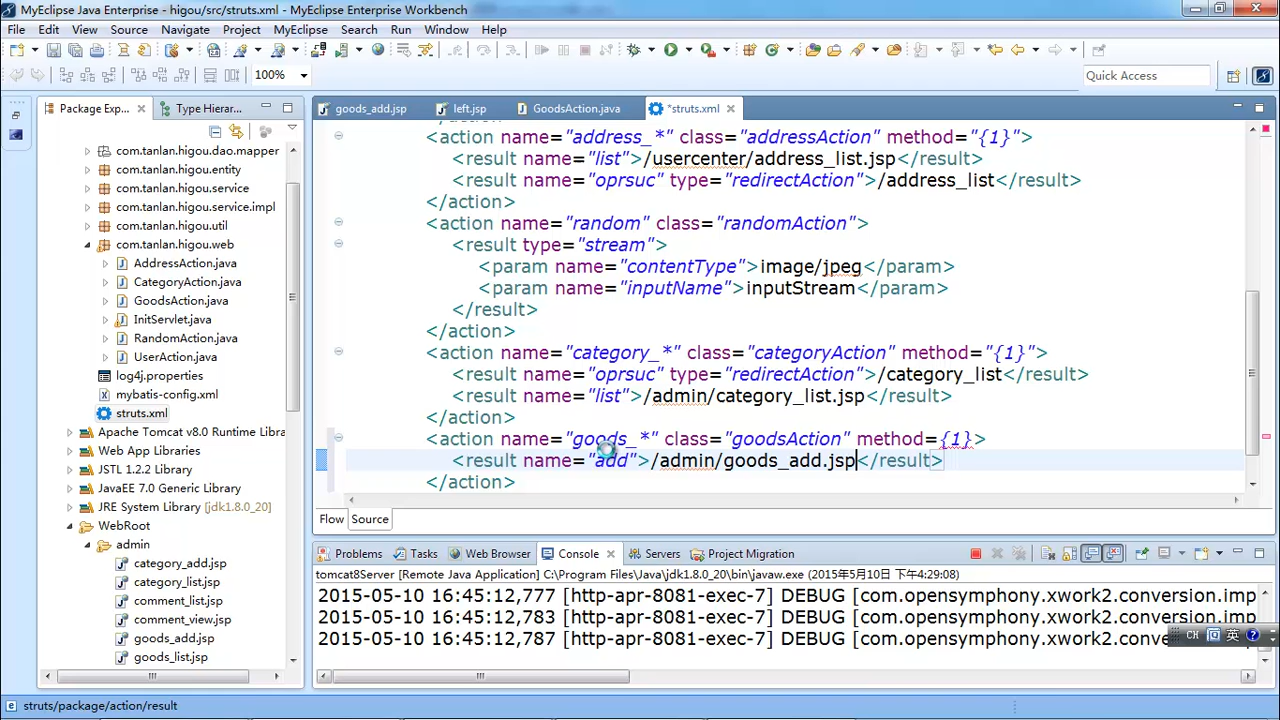 MyEclipse Java Enterprise - higou/src/struts.xml - MyEclipse Enterprise Workbench
File Edit View Source Navigate Project MyEclipse Search Run Window Help
100%
Quick Access
Package Exp...
Type Hierar...
goods_add.jsp
left.jsp
GoodsAction.java
*struts.xml
com.tanlan.higou.dao.mapper
com.tanlan.higou.entity
com.tanlan.higou.service
com.tanlan.higou.service.impl
com.tanlan.higou.util
com.tanlan.higou.web
AddressAction.java
CategoryAction.java
GoodsAction.java
InitServlet.java
RandomAction.java
UserAction.java
log4j.properties
mybatis-config.xml
struts.xml
Apache Tomcat v8.0 Runtime Libra
Web App Libraries
JSTL 1.2.2 Library
JavaEE 7.0 Generic Library
JRE System Library [jdk1.8.0_20]
WebRoot
admin
category_add.jsp
category_list.jsp
comment_list.jsp
comment_view.jsp
goods_add.jsp
goods_list.jsp
</action>
<action name="address_*" class="addressAction" method="{1}">
<result name="list">/usercenter/address_list.jsp</result>
<result name="oprsuc" type="redirectAction">/address_list</result>
</action>
<action name="random" class="randomAction">
<result type="stream">
<param name="contentType">image/jpeg</param>
<param name="inputName">inputStream</param>
</result>
</action>
<action name="category_*" class="categoryAction" method="{1}">
<result name="oprsuc" type="redirectAction">/category_list</result>
<result name="list">/admin/category_list.jsp</result>
</action>
<action name="goods_*" class="goodsAction" method={1}>
<result name="add">/admin/goods_add.jsp</result>
</action>
Flow Source
Problems Tasks Web Browser Console Servers Project Migration
tomcat8Server [Remote Java Application] C:\Program Files\Java\jdk1.8.0_20\bin\javaw.exe (2015年5月10日 下午4:29:08)
2015-05-10 16:45:12,777 [http-apr-8081-exec-7] DEBUG [com.opensymphony.xwork2.conversion.imp
2015-05-10 16:45:12,783 [http-apr-8081-exec-7] DEBUG [com.opensymphony.xwork2.conversion.imp
2015-05-10 16:45:12,787 [http-apr-8081-exec-7] DEBUG [com.opensymphony.xwork2.c
CH 英
struts/package/action/result